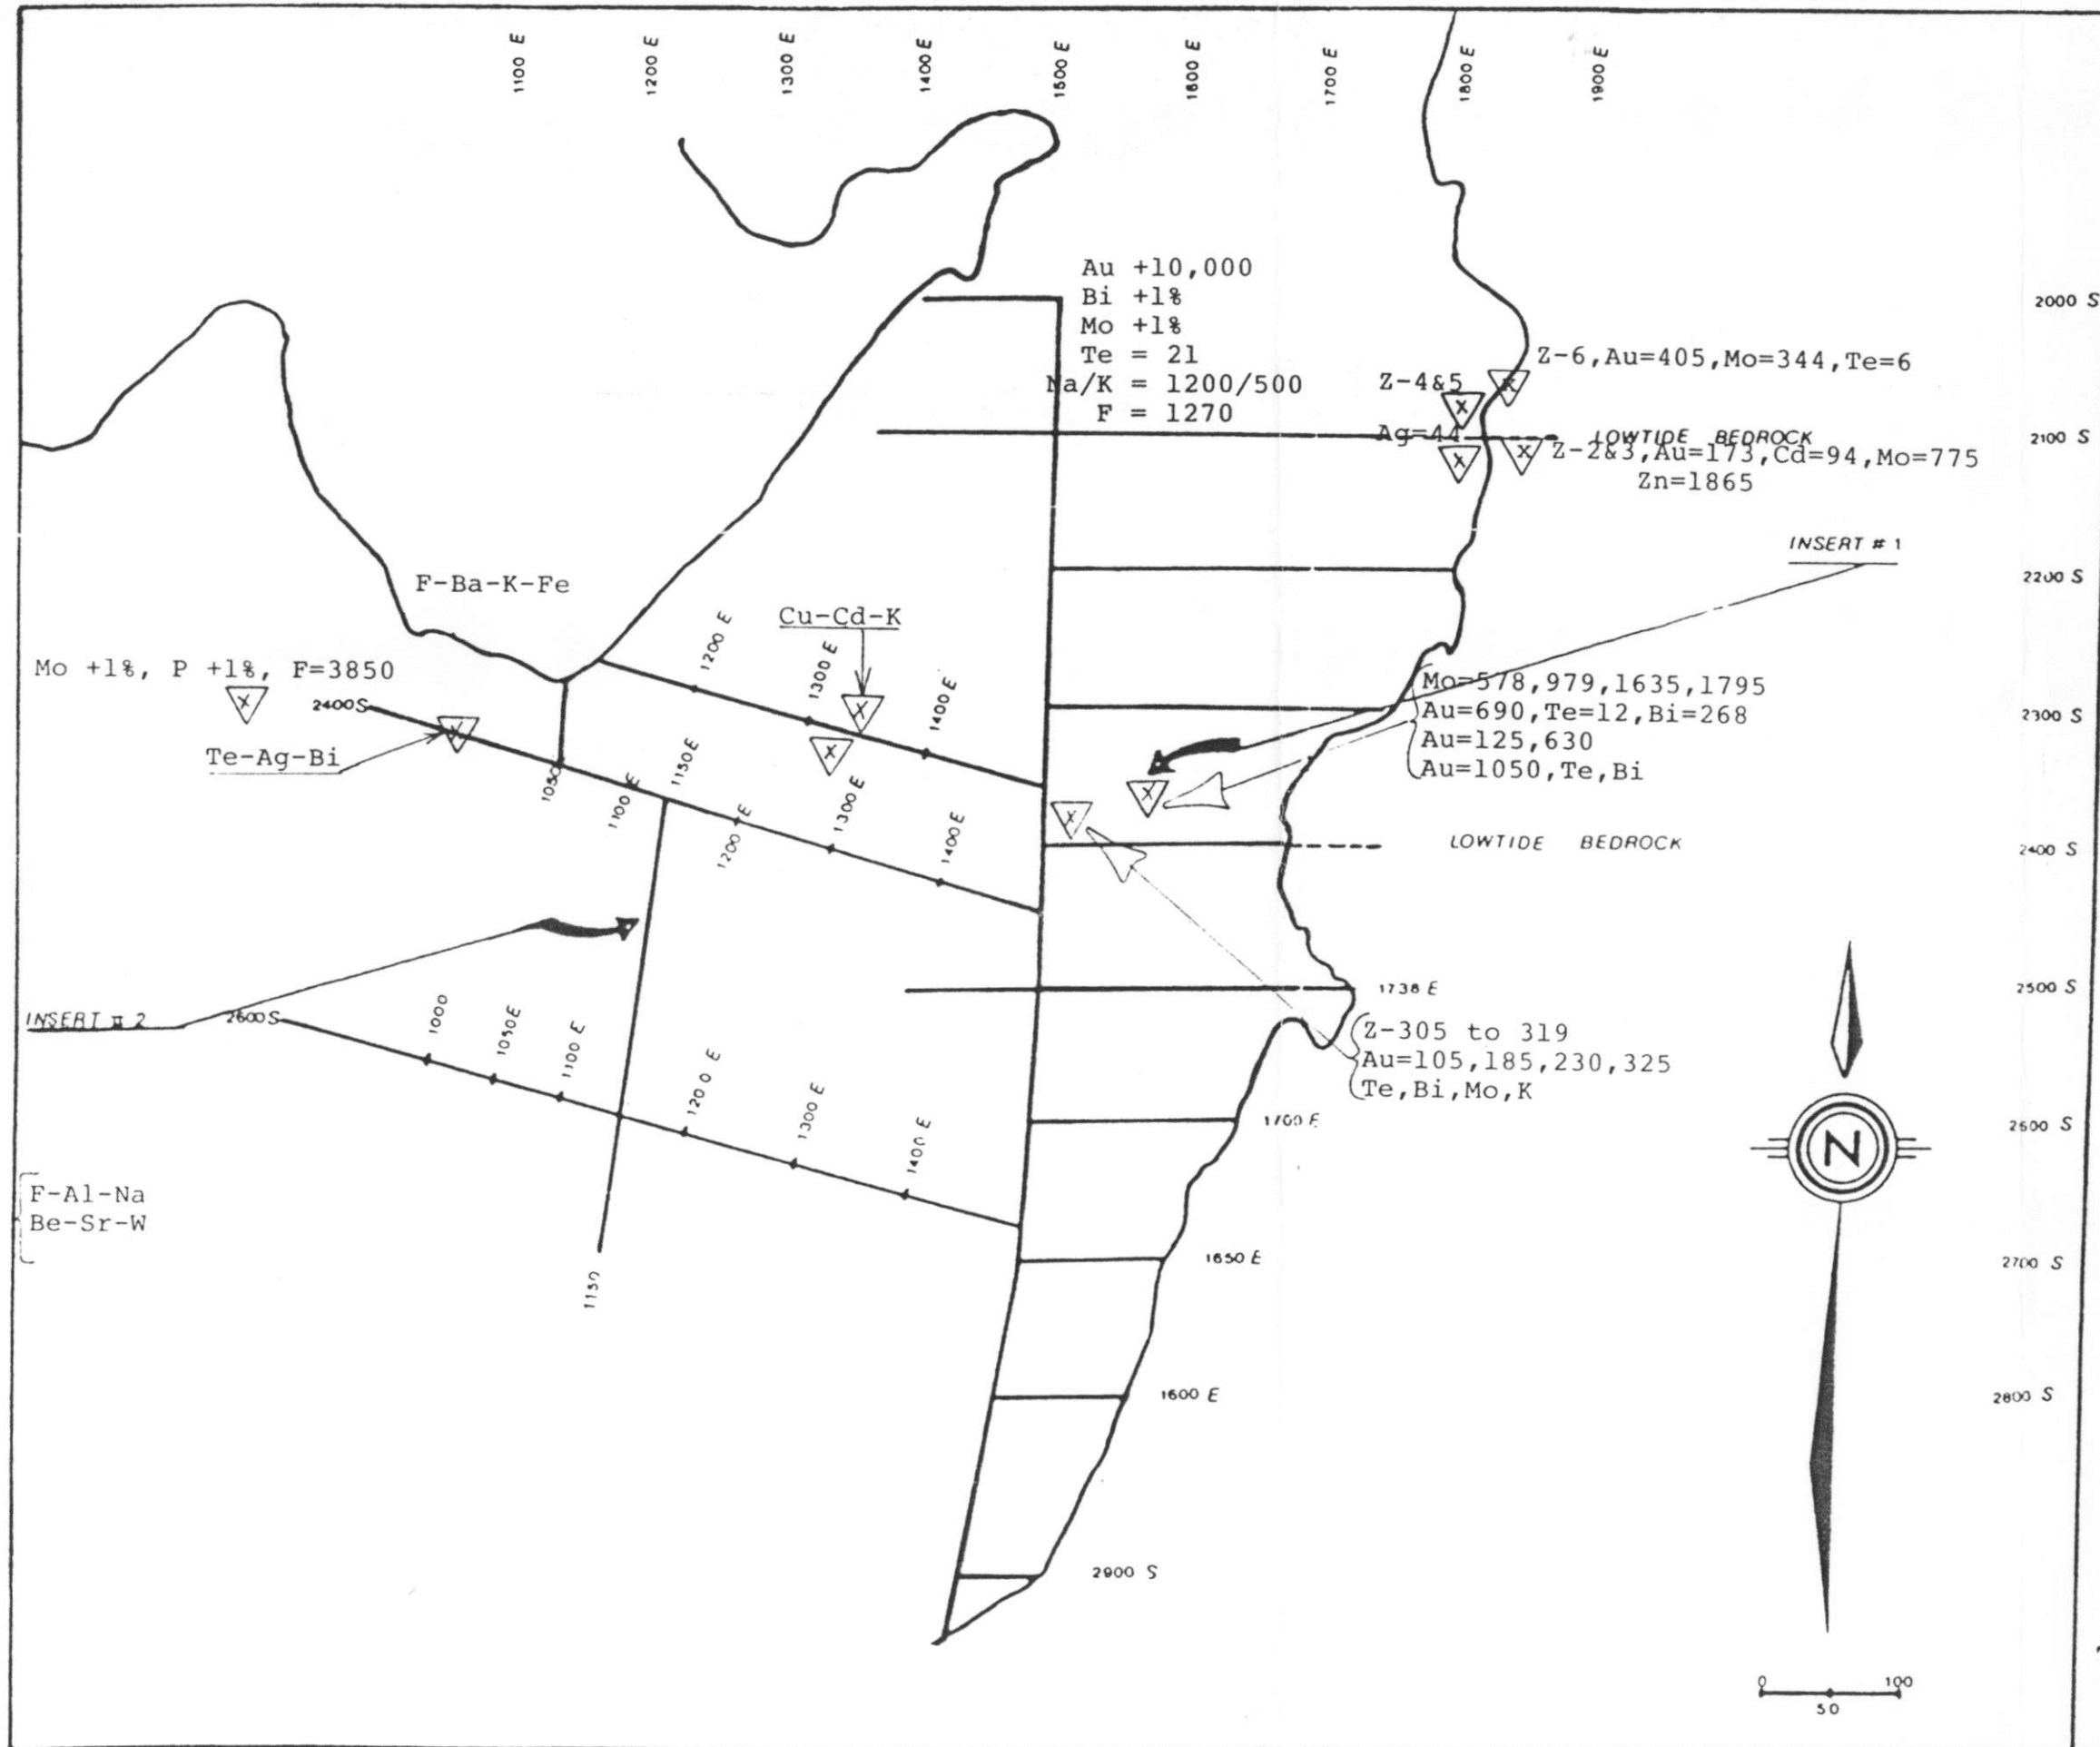 1100 E
1200 E
1300 E
1400 E
1500 E
1600 E
1700 E
1800 E
1900 E
Au +10,000
Bi +1%
Mo +1%
Te = 21
Na/K = 1200/500
F = 1270
2000 S
Z-6,Au=405,Mo=344,Te=6
Z-4&5
Ag=44
LOWTIDE BEDROCK
2100 S
Z-2&3,Au=173,Cd=94,Mo=775
Zn=1865
INSERT # 1
2200 S
F-Ba-K-Fe
Cu-Cd-K
1200 E
1300 E
1400 E
Mo +1%, P +1%, F=3850
2400 S
Te-Ag-Bi
Mo=578,979,1635,1795
Au=690,Te=12,Bi=268
Au=125,630
Au=1050,Te,Bi
2300 S
1050
1100 E
1150 E
1200 E
1300 E
1400 E
LOWTIDE BEDROCK
2400 S
1738 E
2500 S
INSERT # 2
2600 S
1000
1050 E
1100 E
1200 E
1300 E
1400 E
Z-305 to 319
Au=105,185,230,325
Te,Bi,Mo,K
1700 E
2600 S
N
F-Al-Na
Be-Sr-W
1150
1650 E
2700 S
1600 E
2800 S
2900 S
0 100
50